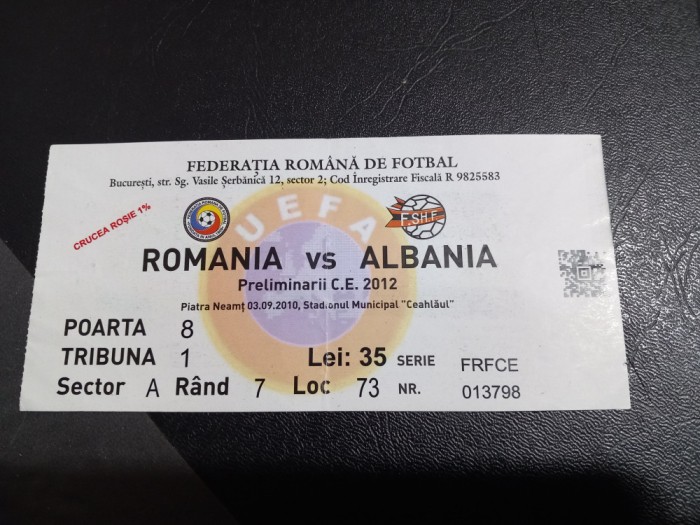 FEDERAȚIA ROMÂNĂ DE FOTBAL
București, str. Sg. Vasile Șerbănică 12, sector 2; Cod Înregistrare Fiscală R 9825583
CRUCEA ROȘIE 1%
UEFA
F.SH.F
ROMANIA vs ALBANIA
Preliminarii C.E. 2012
Piatra Neamț 03.09.2010, Stadionul Municipal "Ceahlăul"
POARTA 8
TRIBUNA 1 Lei: 35 SERIE FRFCE
Sector A Rând 7 Loc 73 NR. 013798